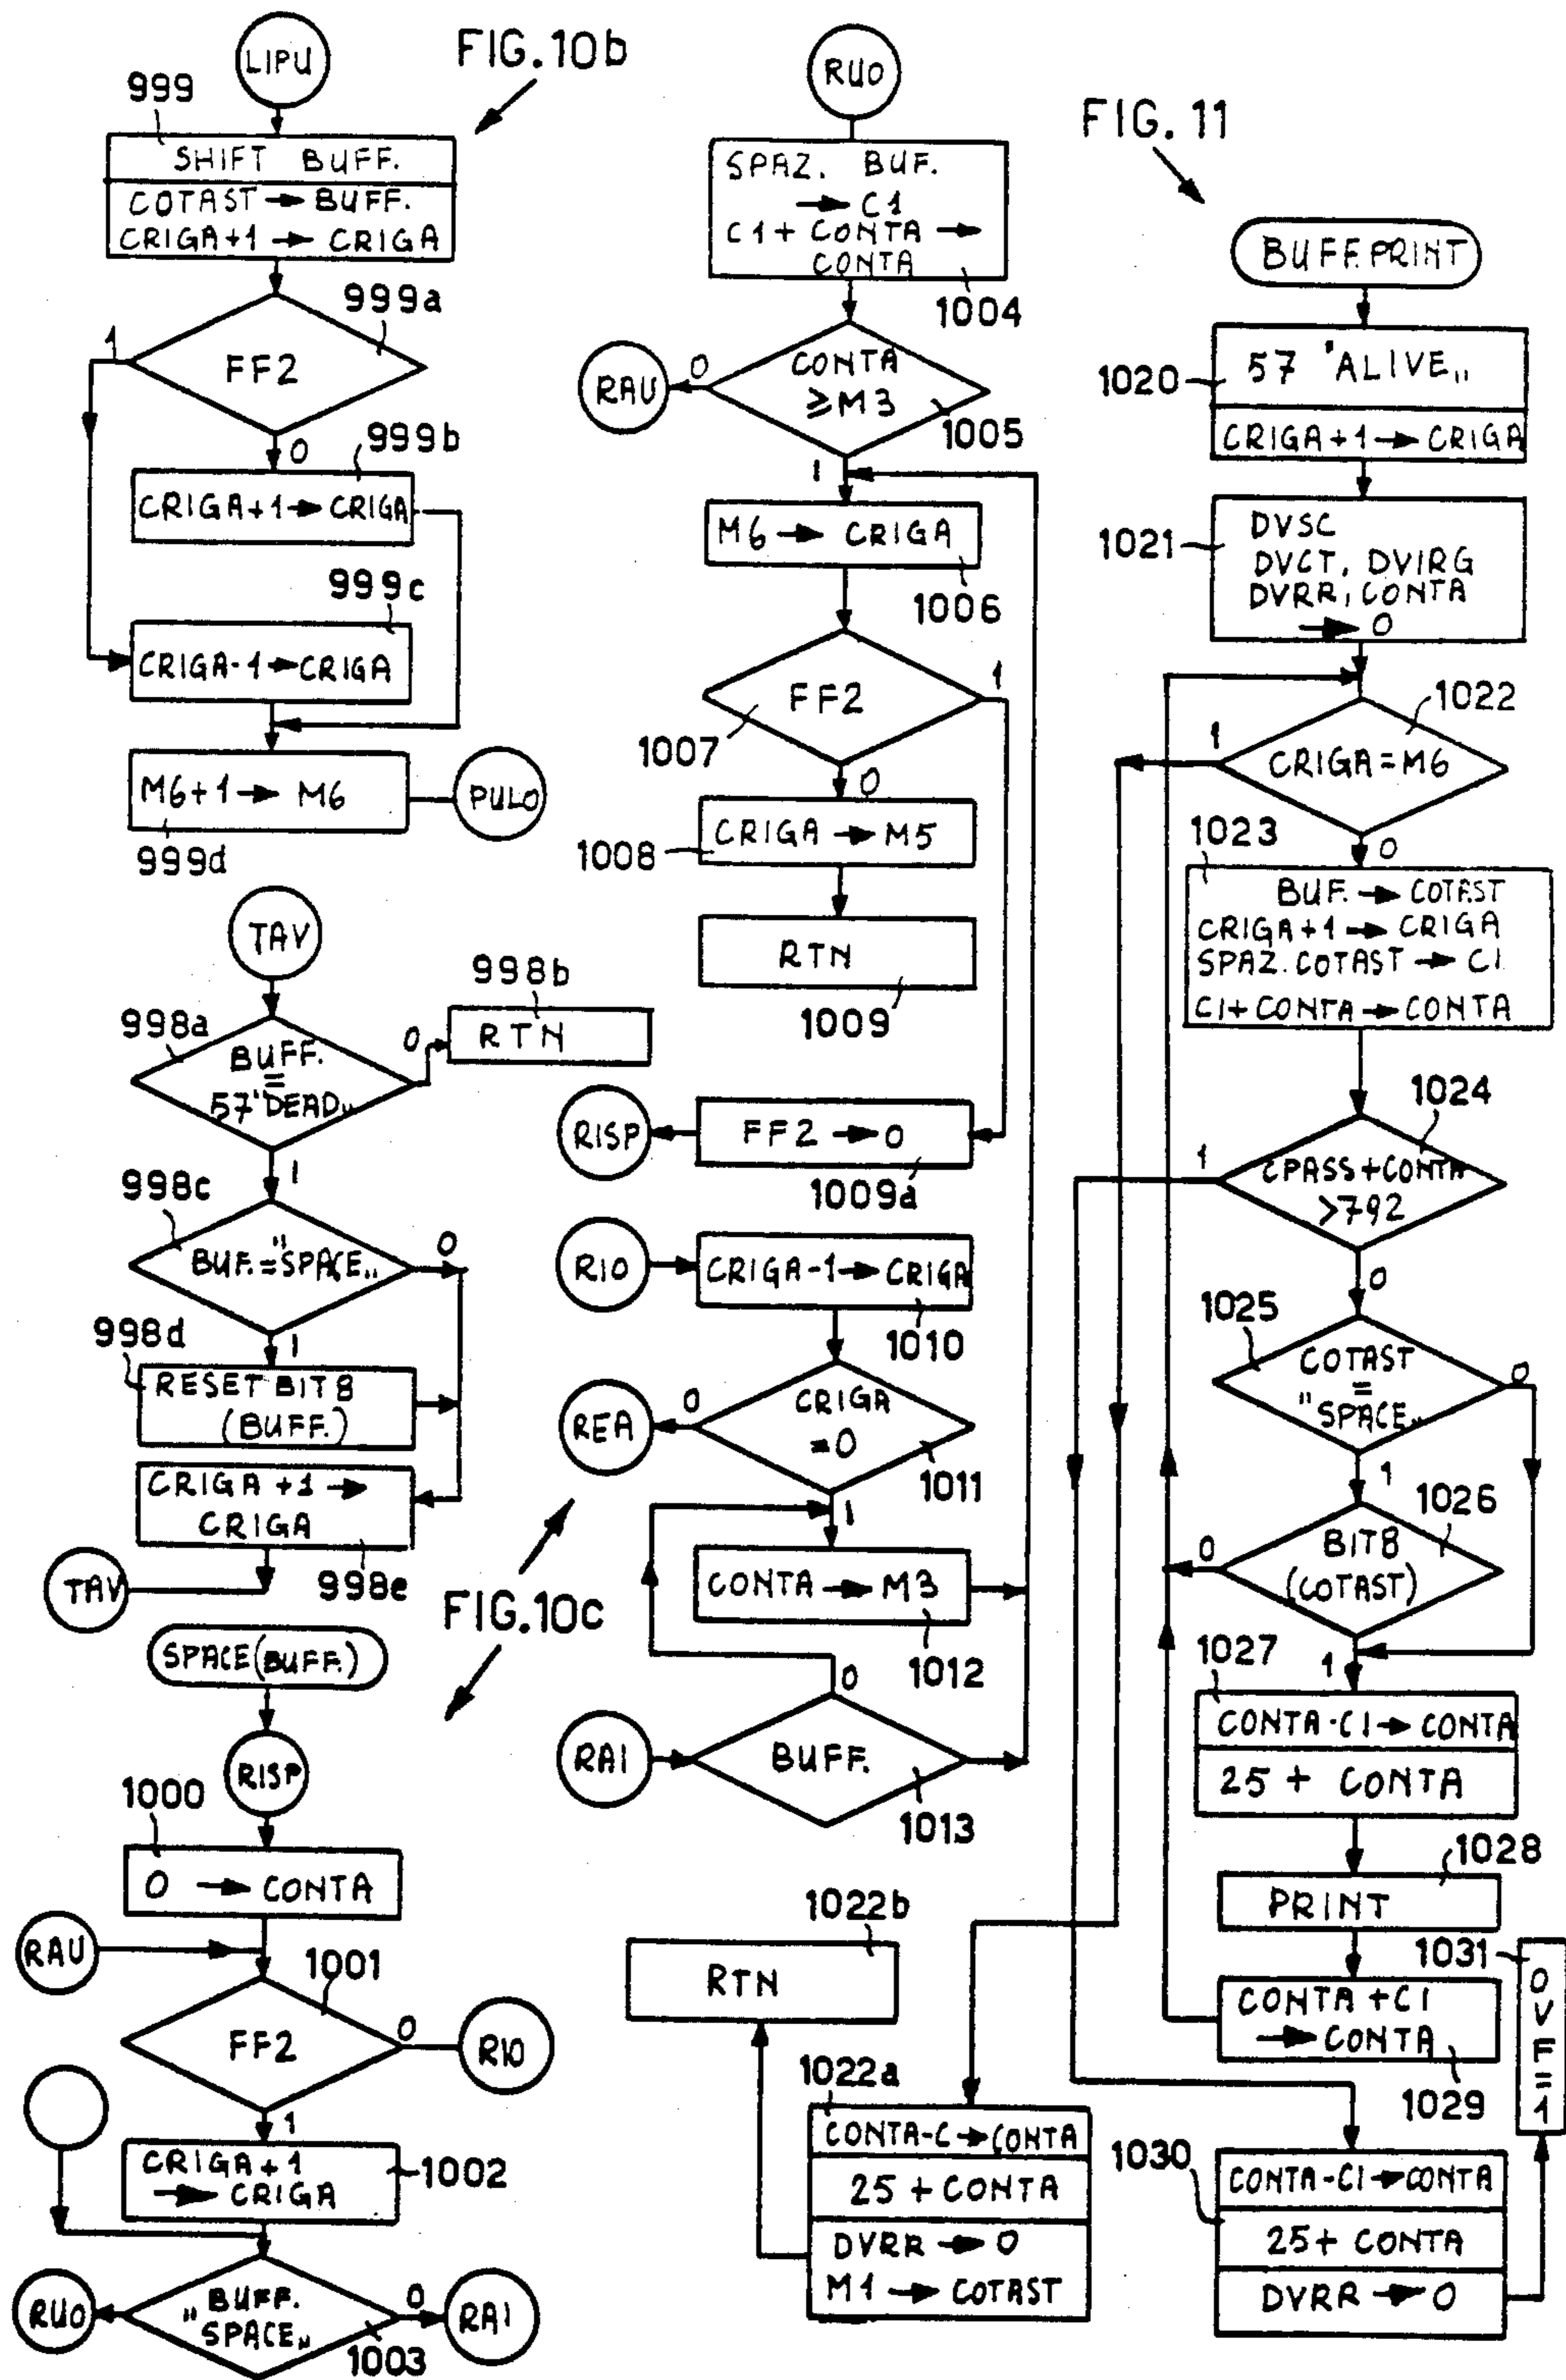 FIG.10b
LIPU
999
SHIFT BUFF.
COTAST → BUFF.
CRIGA+1 → CRIGA
999a
1
FF2
0
999b
CRIGA+1 → CRIGA
999c
CRIGA-1 → CRIGA
M6+1 → M6
PULO
999d
TAV
998a
BUFF.
=
57"DEAD„
0
998b
RTN
1
998c
BUF.="SPACE„
0
998d
1
RESET BIT8
(BUFF.)
CRIGA +1 →
CRIGA
TAV
998e
FIG.10c
SPACE(BUFF.)
RISP
1000
0 → CONTA
RAU
1001
FF2
0
RIO
1
CRIGA+1
→ CRIGA
1002
RUO
"BUFF.
SPACE„
0
RAI
1003
RUO
SPAZ. BUF.
→ C1
C1+ CONTA →
CONTA
1004
RAU
0
CONTA
≥M3
1005
1
M6 → CRIGA
1006
FF2
1
1007
0
CRIGA → M5
1008
RTN
1009
RISP
FF2 → 0
1009a
RIO
CRIGA-1 → CRIGA
1010
REA
0
CRIGA
=0
1011
1
CONTA → M3
1012
0
RAI
BUFF.
1013
1022b
RTN
1022a
CONTA-C → CONTA
25 + CONTA
DVRR → 0
M1 → COTAST
FIG. 11
BUFF.PRINT
1020
57 "ALIVE„
CRIGA+1 → CRIGA
1021
DVSC
DVCT, DVIRG
DVRR, CONTA
→ 0
1022
1
CRIGA=M6
0
1023
BUF. → COTAST
CRIGA+1 → CRIGA
SPAZ.COTAST → C1
C1+CONTA → CONTA
1024
1
CPASS+CONTA
>792
0
1025
COTAST
=
"SPACE„
0
1
1026
0
BIT8
(COTAST)
1027
1
CONTA-C1 → CONTA
25 + CONTA
1028
PRINT
1031
OVF=1
CONTA +C1
→ CONTA
1029
1030
CONTA-C1 → CONTA
25+ CONTA
DVRR → 0